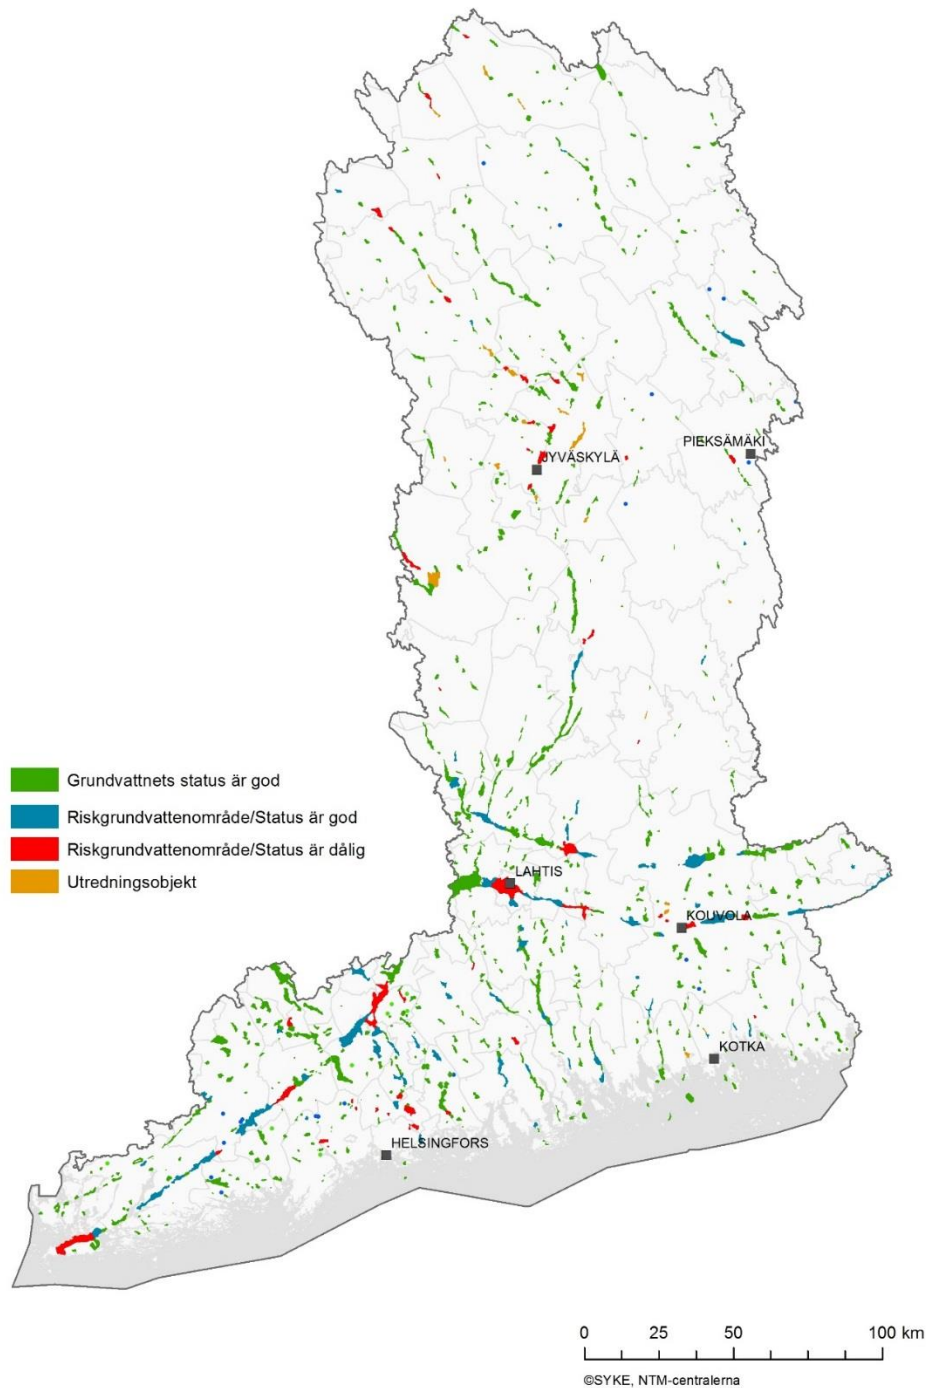 PIEKSÄMÄKI
JYVÄSKYLÄ
Grundvattnets status är god
Riskgrundvattenområde/Status är god
Riskgrundvattenområde/Status är dålig
Utredningsobjekt
LAHTIS
KOUVOLA
KOTKA
HELSINGFORS
0 25 50 100 km
©SYKE, NTM-centralerna